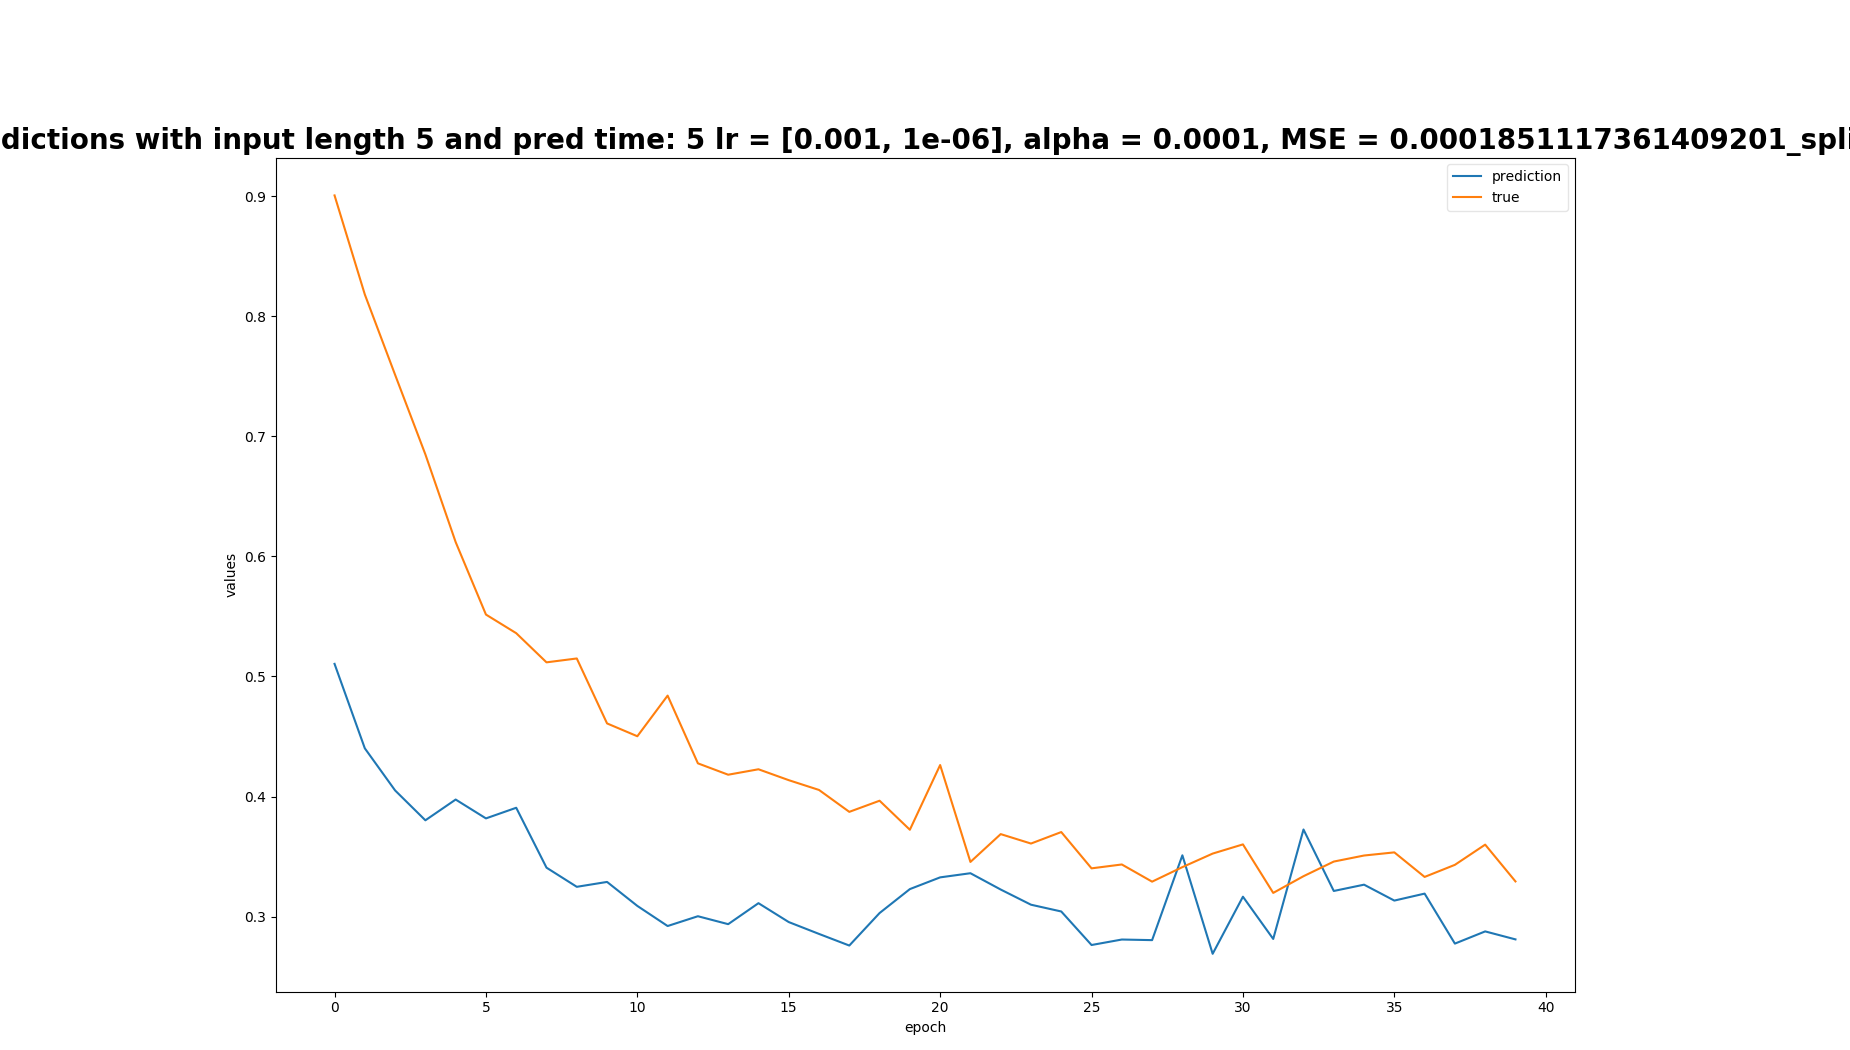 dictions with input length 5 and pred time: 5 lr = [0.001, 1e-06], alpha = 0.0001, MSE = 0.0001851117361409201_spli
prediction
true
0.9
0.8
0.7
0.6
0.5
0.4
0.3
values
0 5 10 15 20 25 30 35 40
epoch